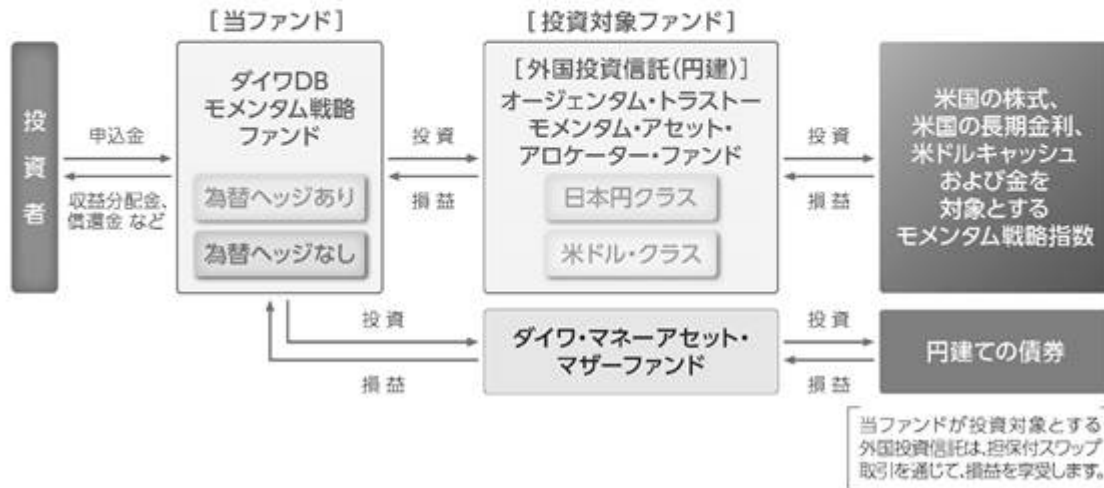 [当ファンド]
[投資対象ファンド]
投資者
申込金
収益分配金、
償還金 など
ダイワDB
モメンタム戦略
ファンド
為替ヘッジあり
為替ヘッジなし
投資
損益
[外国投資信託(円建)]
オージェンタム・トラストー
モメンタム・アセット・
アロケーター・ファンド
日本円クラス
米ドル・クラス
投資
損益
米国の株式、
米国の長期金利、
米ドルキャッシュ
および金を
対象とする
モメンタム戦略指数
投資
損益
ダイワ・マネーアセット・
マザーファンド
投資
損益
円建ての債券
当ファンドが投資対象とする
外国投資信託は、担保付スワップ
取引を通じて、損益を享受します。